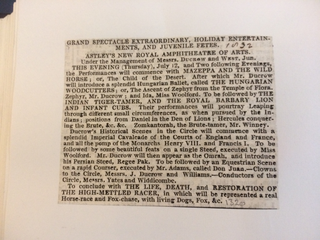 GRAND SPECTACLE EXTRAORDINARY, HOLIDAY ENTERTAIN-
MENTS, AND JUVENILE FETES. 1832
ASTLEY'S NEW ROYAL AMPHITHEATRE OF ARTS.
Under the Management of Messrs. DUCROW and WEST, Jun.
THIS EVENING (Thursday), July 12, and Two following Evenings,
the Performances will commence with MAZEPPA AND THE WILD
HORSE; or, The Child of the Desert. After which Mr. Ducrow
will introduce a splendid Hungarian Ballet, called THE HUNGARIAN
WOODCUTTERS; or, The Ascent of Zephyr from the Temple of Flora.
Zephyr, Mr. Ducrow; and Ida, Miss Woolford. To be followed by THE
INDIAN TIGER-TAMER, AND THE ROYAL BARBARY LION
AND INFANT CUBS. Their performances will pourtray Leaping
through different small circumferences, as when pursued by the In-
dians; positions from Daniel in the Den of Lions; Hercules conquer-
ing the Brute, &c. &c. the Brute-tamer, Mr. Winney.
Ducrow's Historical Scenes in the Circle will commence with a
splendid Imperial Cavalcade of the Courts of England and France,
and all the pomp of the Monarchs Henry VIII. and Francis I. To be
followed by some beautiful feats on a single Steed, executed by Miss
Woolford. Mr. Ducrow will then appear as the Omrah, and introduce
his Persian Steed, Reger Pak. To be followed by an Equestrian Scene
on a rapid Courser, executed by Mr. Adams, called Don Juan.—Clowns
to the Circle, Messrs. J. Ducrow and Williams.—Conductors of the
Circle, Messrs. Yates and Widdicombe.
To conclude with THE LIFE, DEATH, and RESTORATION OF
THE HIGH-METTLED RACER, in which will be represented a real
Horse-race and Fox-chase, with living Dogs, Fox, &c.